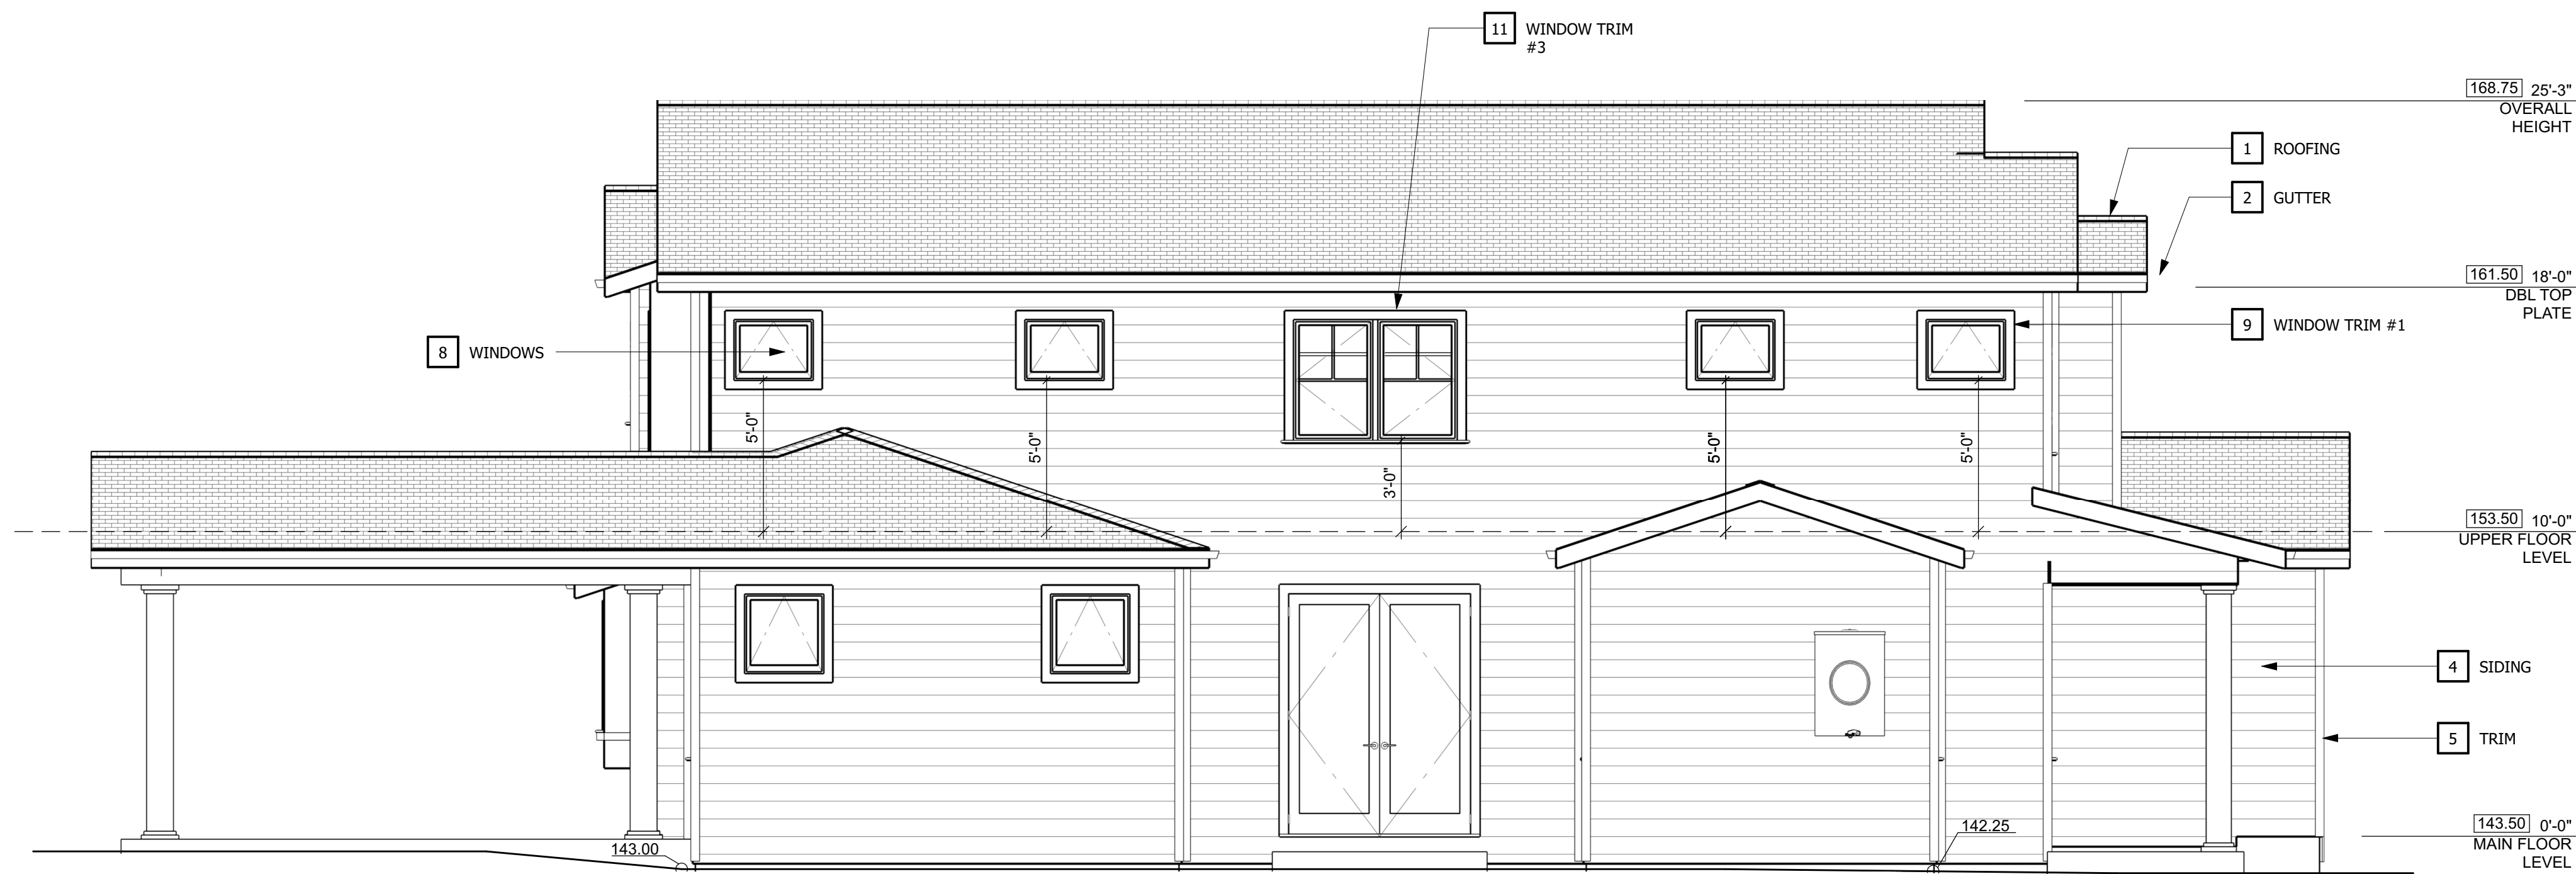 11 WINDOW TRIM
#3
168.75 25'-3"
OVERALL
HEIGHT
1 ROOFING
2 GUTTER
161.50 18'-0"
DBL TOP
PLATE
9 WINDOW TRIM #1
8 WINDOWS
5'-0"
5'-0"
3'-0"
5'-0"
5'-0"
153.50 10'-0"
UPPER FLOOR
LEVEL
4 SIDING
5 TRIM
143.00
142.25
143.50 0'-0"
MAIN FLOOR
LEVEL